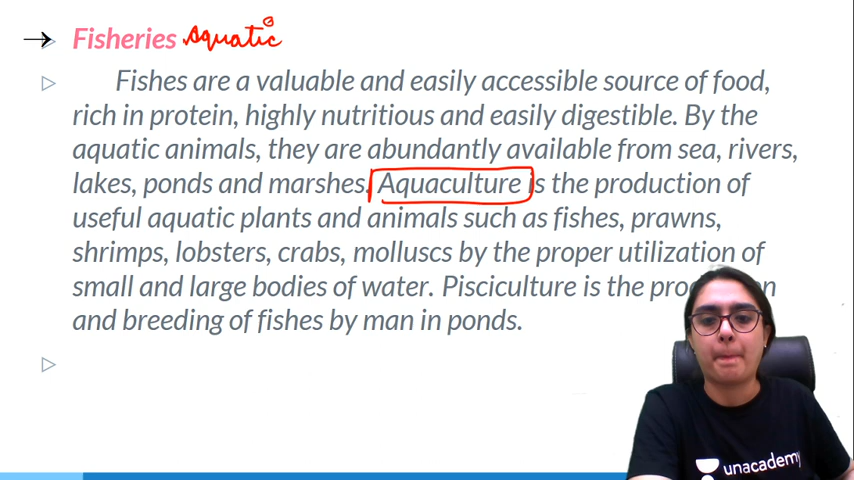 Fisheries Aquatic
Fishes are a valuable and easily accessible source of food,
rich in protein, highly nutritious and easily digestible. By the
aquatic animals, they are abundantly available from sea, rivers,
lakes, ponds and marshes. Aquaculture is the production of
useful aquatic plants and animals such as fishes, prawns,
shrimps, lobsters, crabs, molluscs by the proper utilization of
small and large bodies of water. Pisciculture is the
and breeding of fishes by man in ponds.
unacademy